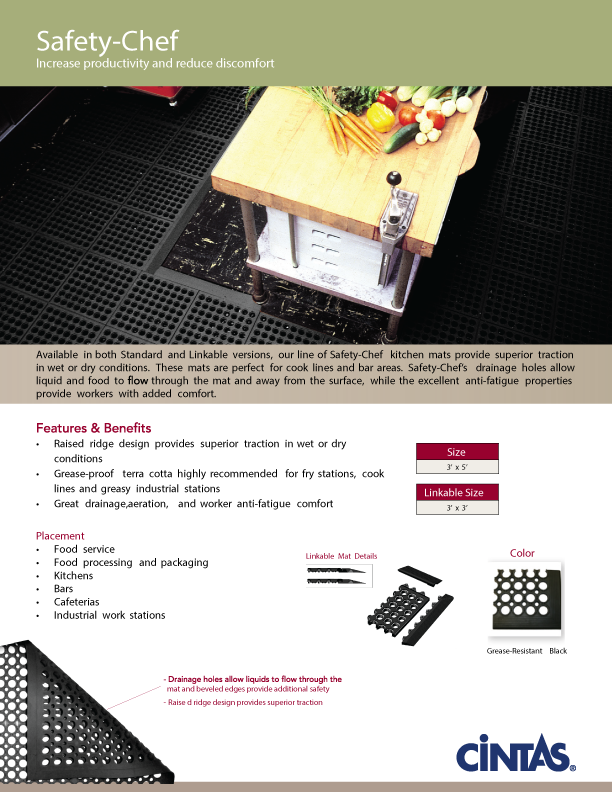 Safety-Chef
Increase productivity and reduce discomfort
Available in both Standard and Linkable versions, our line of Safety-Chef kitchen mats provide superior traction
in wet or dry conditions. These mats are perfect for cook lines and bar areas. Safety-Chef's drainage holes allow
liquid and food to flow through the mat and away from the surface, while the excellent anti-fatigue properties
provide workers with added comfort.
Features & Benefits
• Raised ridge design provides superior traction in wet or dry
conditions
• Grease-proof terra cotta highly recommended for fry stations, cook
lines and greasy industrial stations
• Great drainage,aeration, and worker anti-fatigue comfort
Size
3' x 5'
Linkable Size
3' x 3'
Placement
• Food service
• Food processing and packaging
• Kitchens
• Bars
• Cafeterias
• Industrial work stations
Linkable Mat Details
Color
Grease-Resistant Black
- Drainage holes allow liquids to flow through the
mat and beveled edges provide additional safety
- Raise d ridge design provides superior traction
CINTAS®